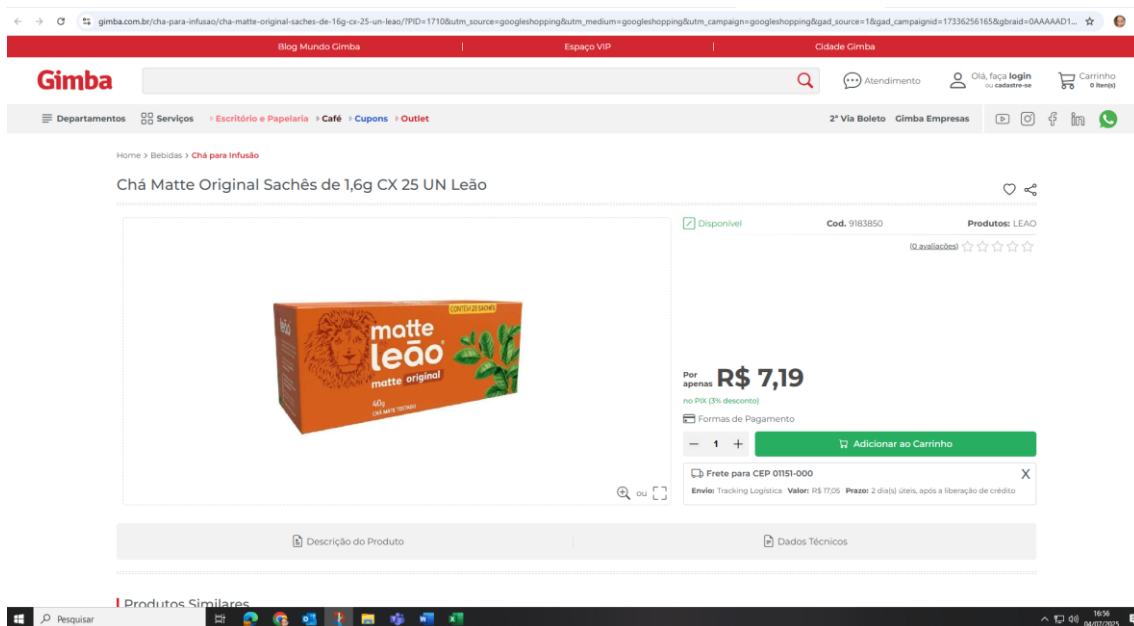 gimba.com.br/cha-para-infusao/cha-matte-original-saches-de-16g-cx-25-un-leao/?PID=1710&utm_source=googleshopping&utm_medium=googleshopping&utm_campaign=googleshopping&gad_source=1&gad_campaignid=17336256165&gbraid=0AAAAAD1...
Blog Mundo Gimba | Espaço VIP | Cidade Gimba
Gimba Atendimento Olá, faça login Carrinho
ou cadastre-se 0 Iten(s)
Departamentos Serviços Escritório e Papelaria Café Cupons Outlet 2ª Via Boleto Gimba Empresas
Home > Bebidas > Chá para Infusão
Chá Matte Original Sachês de 1,6g CX 25 UN Leão
Disponível Cod. 9183850 Produtos: LEAO
(0 avaliações)
CONTÉM 25 SACHÊS
leão
matte
leão
matte original
40g
CHÁ MATE TOSTADO
Por
apenas R$ 7,19
no PIX (3% desconto)
Formas de Pagamento
— 1 + Adicionar ao Carrinho
Frete para CEP 01151-000 X
Envio: Tracking Logística Valor: R$ 17,05 Prazo: 2 dia(s) úteis, após a liberação de crédito
ou
Descrição do Produto Dados Técnicos
Produtos Similares
Pesquisar 16:56
04/07/2025